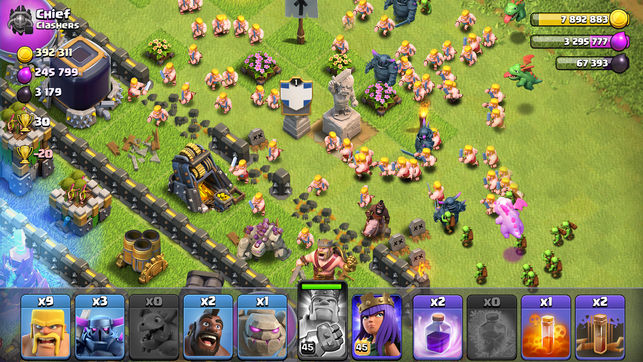 Chief
Clashers
392 311
245 799
3 179
30
-20
7 892 883
3 295 777
67 393
x9
x3
x0
x2
x1
45
45
x2
x0
x1
x2